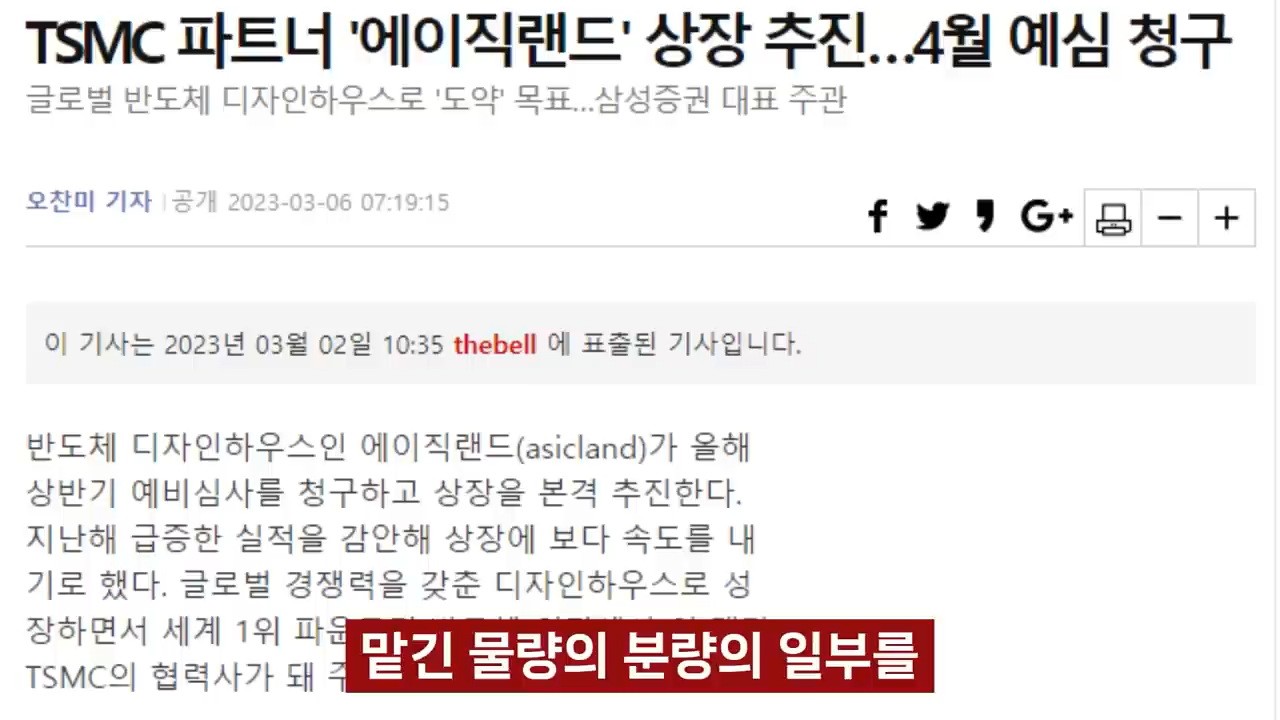 TSMC 파트너 '에이직랜드' 상장 추진...4월 예심 청구
글로벌 반도체 디자인하우스로 '도약' 목표...삼성증권 대표 주관
오찬미 기자 공개 2023-03-06 07:19:15
이 기사는 2023년 03월 02일 10:35 thebell 에 표출된 기사입니다.
반도체 디자인하우스인 에이직랜드(asicland)가 올해
상반기 예비심사를 청구하고 상장을 본격 추진한다.
지난해 급증한 실적을 감안해 상장에 보다 속도를 내
기로 했다. 글로벌 경쟁력을 갖춘 디자인하우스로 성
장하면서 세계 1위
TSMC의 협력사가 돼
맡긴 물량의 분량의 일부를